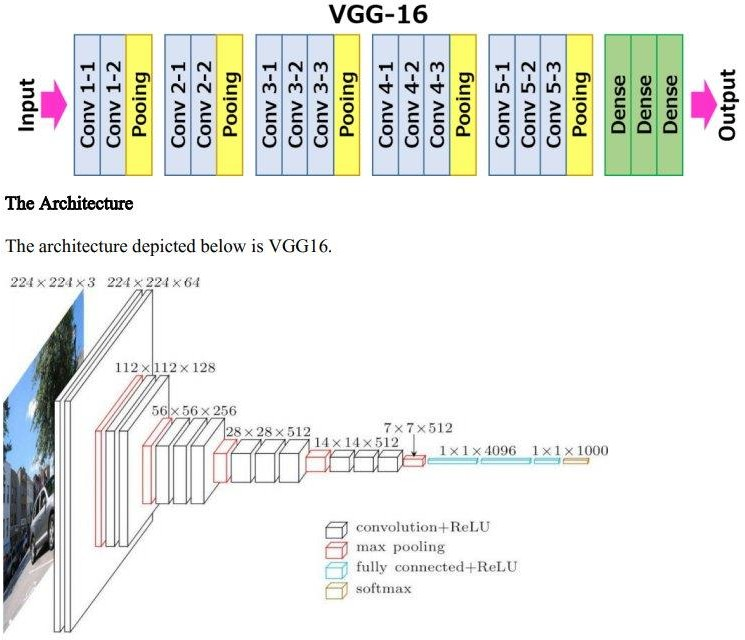 VGG-16
Input
Conv 1-1
Conv 1-2
Pooing
Conv 2-1
Conv 2-2
Pooing
Conv 3-1
Conv 3-2
Conv 3-3
Pooing
Conv 4-1
Conv 4-2
Conv 4-3
Pooing
Conv 5-1
Conv 5-2
Conv 5-3
Pooing
Dense
Dense
Dense
Output
The Architecture
The architecture depicted below is VGG16.
224 × 224 × 3 224 × 224 × 64
112 × 112 × 128
56 × 56 × 256
28 × 28 × 512
14 × 14 × 512
7 × 7 × 512
1 × 1 × 4096 1 × 1 × 1000
convolution+ReLU
max pooling
fully connected+ReLU
softmax